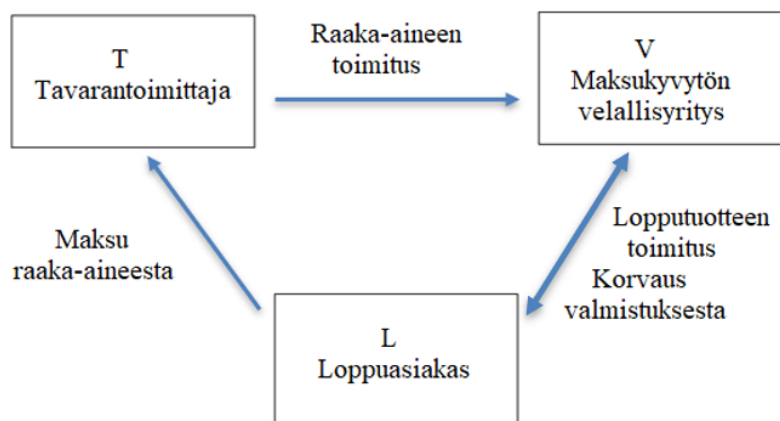 T
Tavarantoimittaja
Raaka-aineen
toimitus
V
Maksukyvytön
velallisyritys
Maksu
raaka-aineesta
Lopputuotteen
toimitus
Korvaus
valmistuksesta
L
Loppuasiakas